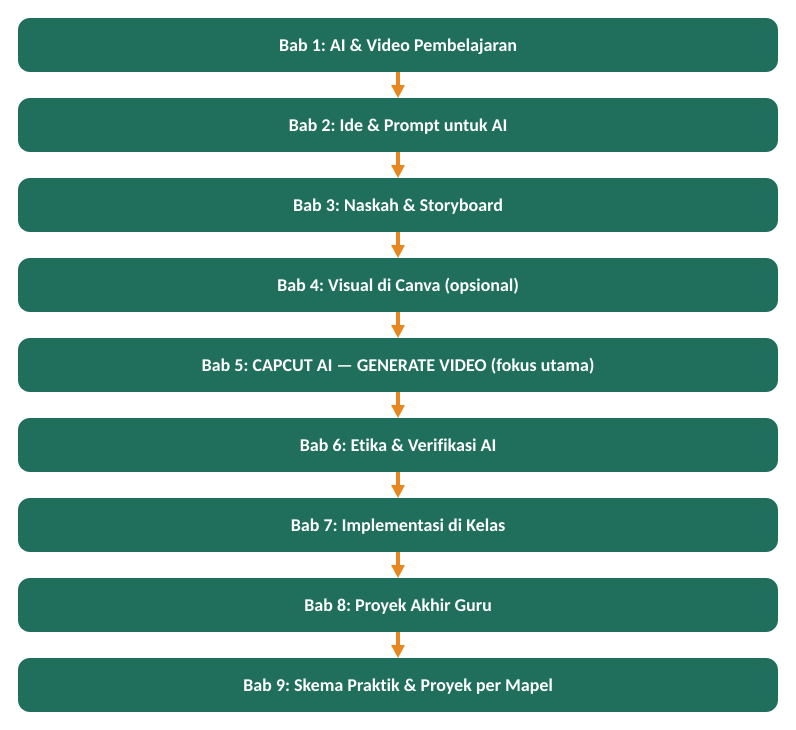 Bab 1: AI & Video Pembelajaran
Bab 2: Ide & Prompt untuk AI
Bab 3: Naskah & Storyboard
Bab 4: Visual di Canva (opsional)
Bab 5: CAPCUT AI — GENERATE VIDEO (fokus utama)
Bab 6: Etika & Verifikasi AI
Bab 7: Implementasi di Kelas
Bab 8: Proyek Akhir Guru
Bab 9: Skema Praktik & Proyek per Mapel